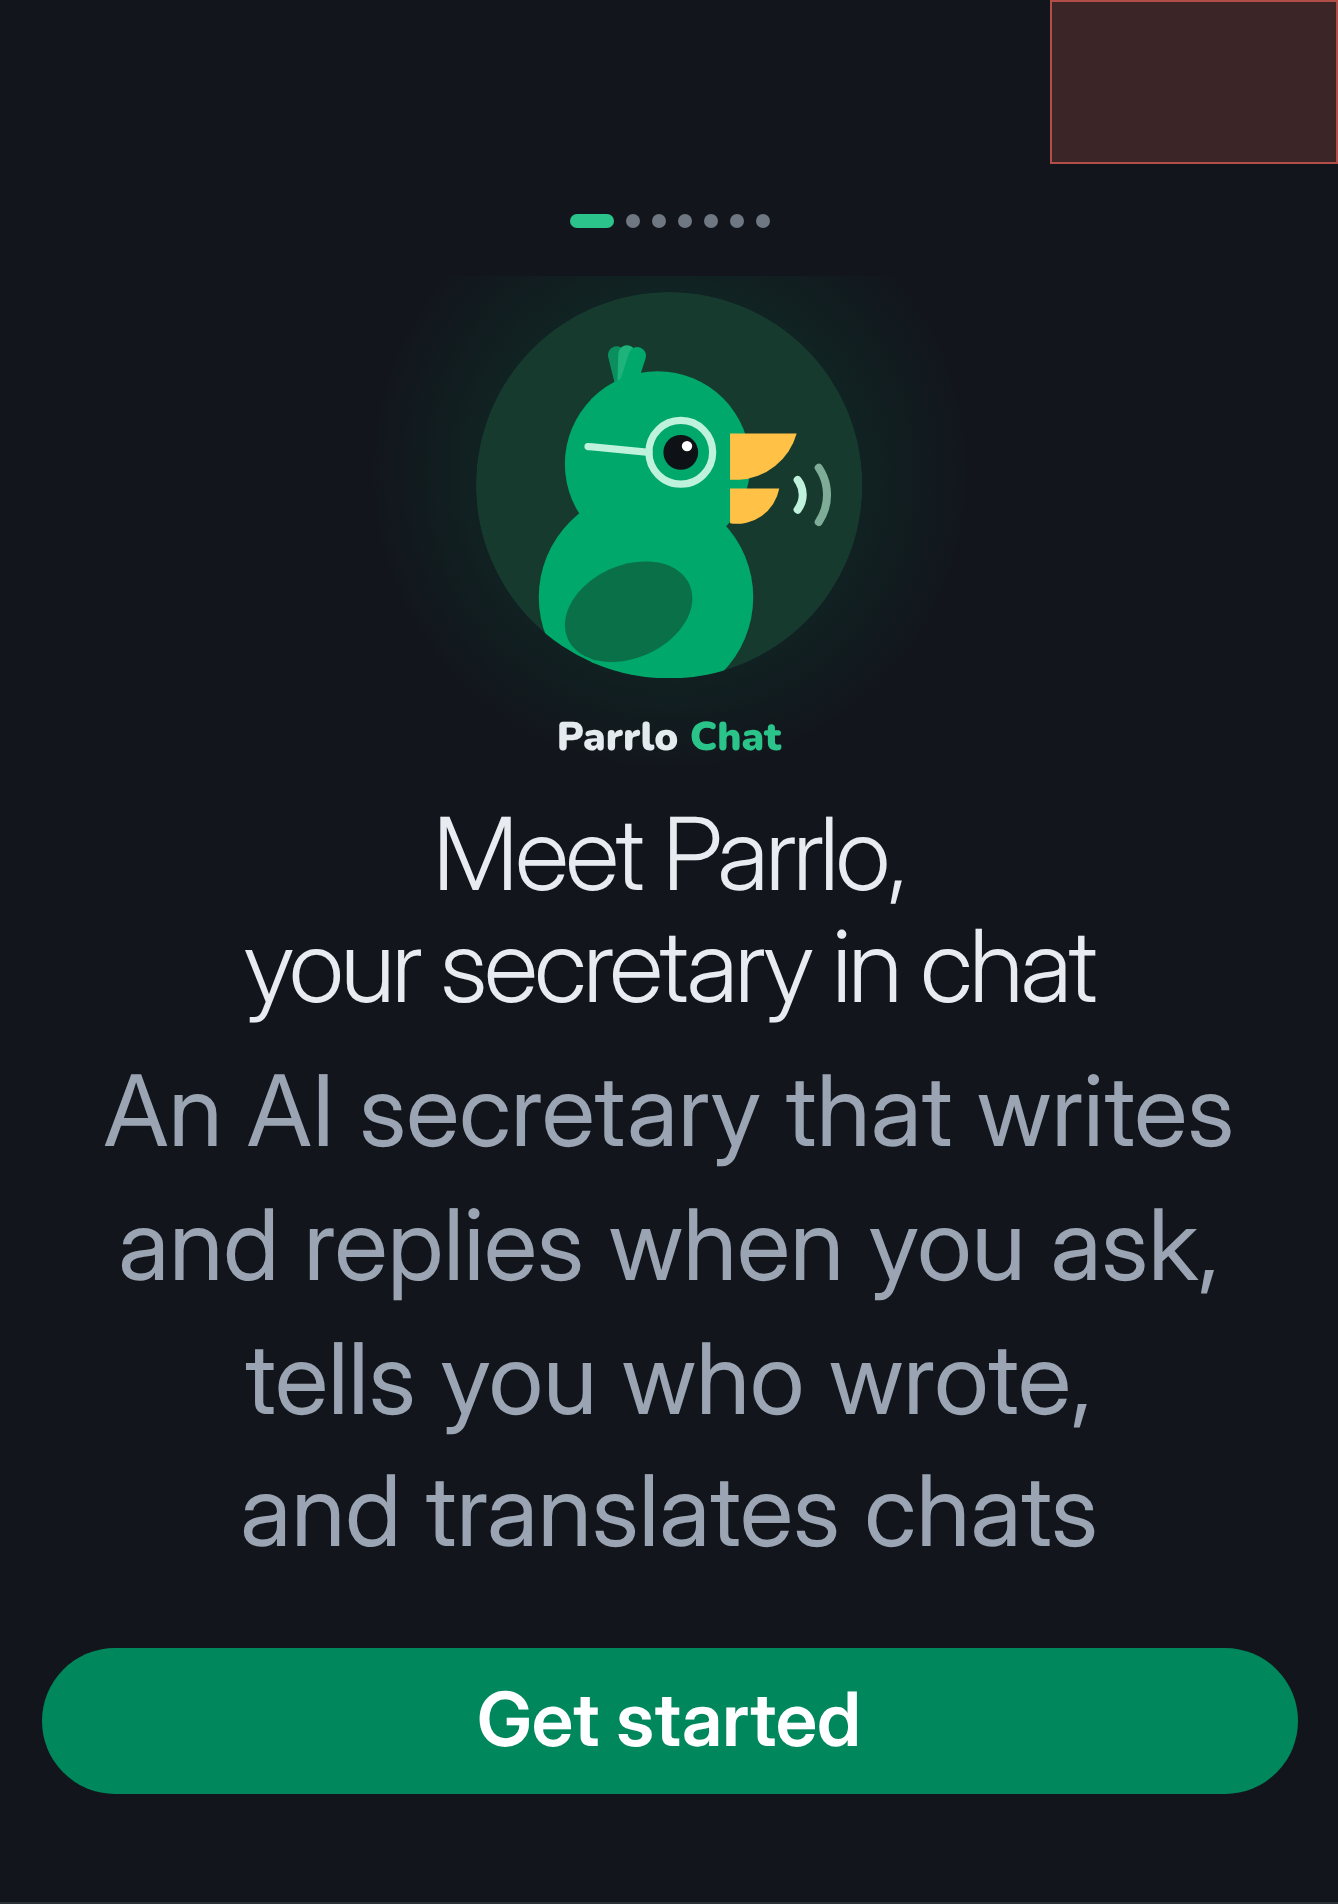 Parrlo Chat
Meet Parrlo,
your secretary in chat
An AI secretary that writes
and replies when you ask,
tells you who wrote,
and translates chats
Get started